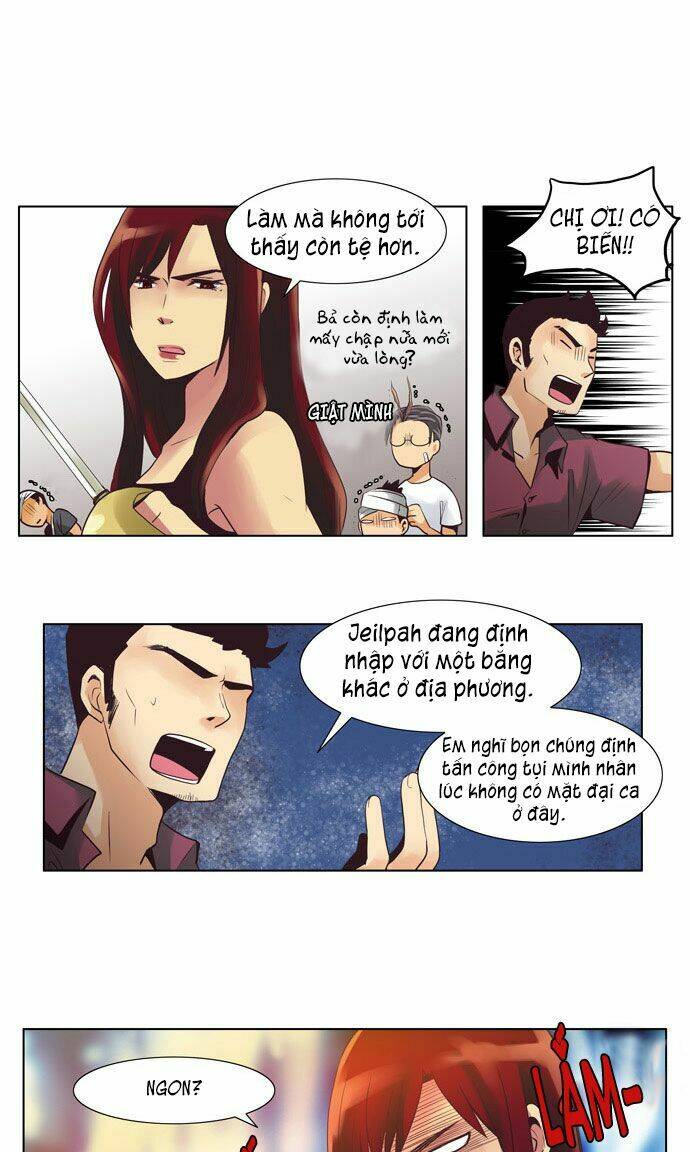 Làm mà không tới
thấy còn tệ hơn.
Bả còn định làm
mấy chập nữa mới
vừa lòng?
GIẬT MÌNH
CHỊ ƠI! CÓ
BIẾN!!
Jeilpah đang định
nhập với một băng
khác ở địa phương.
Em nghĩ bọn chúng định
tấn công tụi mình nhân
lúc không có mặt đại ca
ở đây.
NGON?
LẮM-